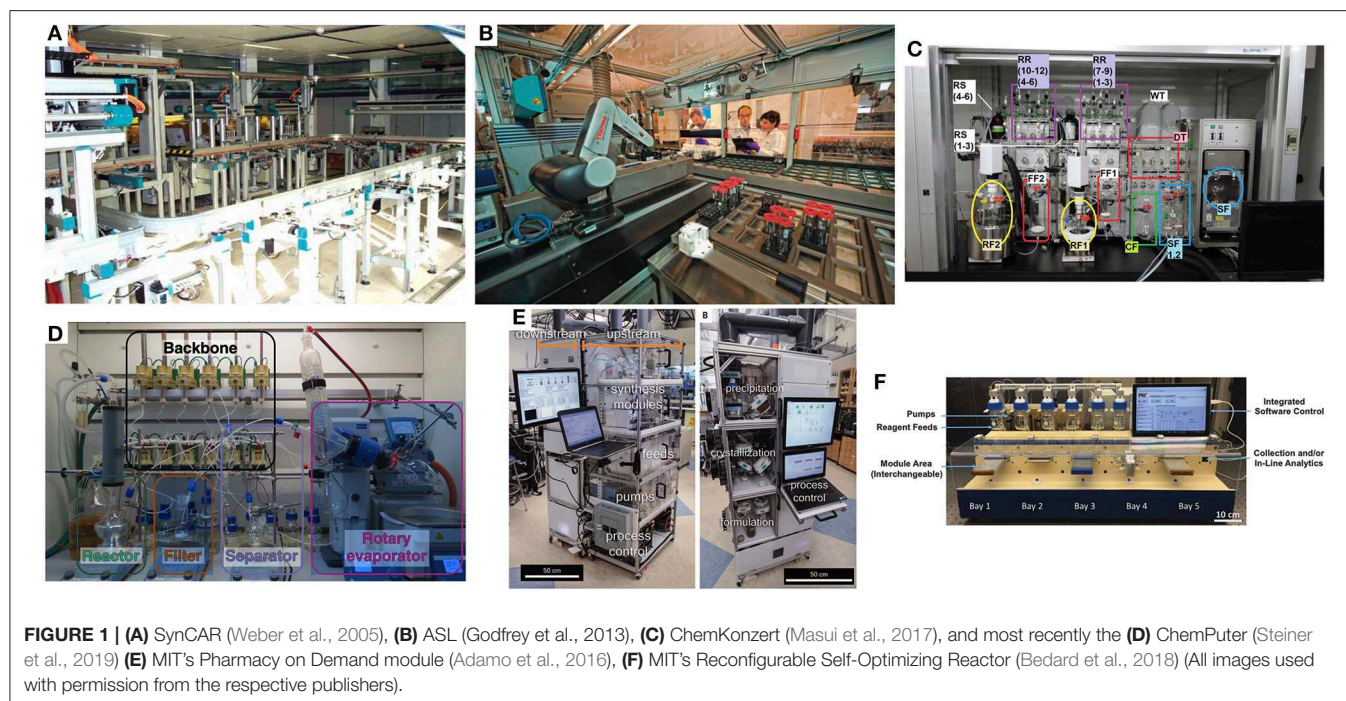 A
B
C
RR
(10-12)
(4-6)
RR
(7-9)
(1-3)
RS
(4-6)
WT
RS
(1-3)
DT
FF2
FF1
SF
RF2
RF1
CF
SF
1,2
D
Backbone
Reactor
Filter
Separator
Rotary
evaporator
E
downstream
upstream
synthesis
modules
feeds
pumps
process
control
50 cm
B
precipitation
crystallization
process
control
formulation
50 cm
F
Pumps
Reagent Feeds
Module Area
(Interchangeable)
Integrated
Software Control
Collection and/or
In-Line Analytics
Bay 1
Bay 2
Bay 3
Bay 4
Bay 5
10 cm
FIGURE 1 | (A) SynCAR (Weber et al., 2005), (B) ASL (Godfrey et al., 2013), (C) ChemKonzert (Masui et al., 2017), and most recently the (D) ChemPuter (Steiner
et al., 2019) (E) MIT's Pharmacy on Demand module (Adamo et al., 2016), (F) MIT's Reconfigurable Self-Optimizing Reactor (Bedard et al., 2018) (All images used
with permission from the respective publishers).